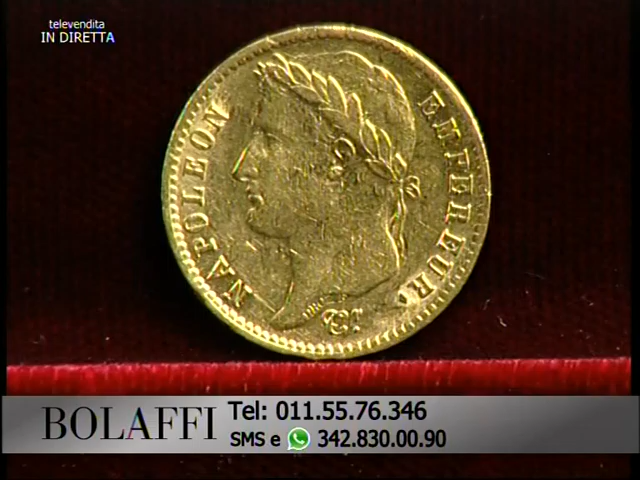 televendita
IN DIRETTA
NAPOLEON
EMPEREUR.
BOLAFFI
Tel: 011.55.76.346
SMS e 342.830.00.90